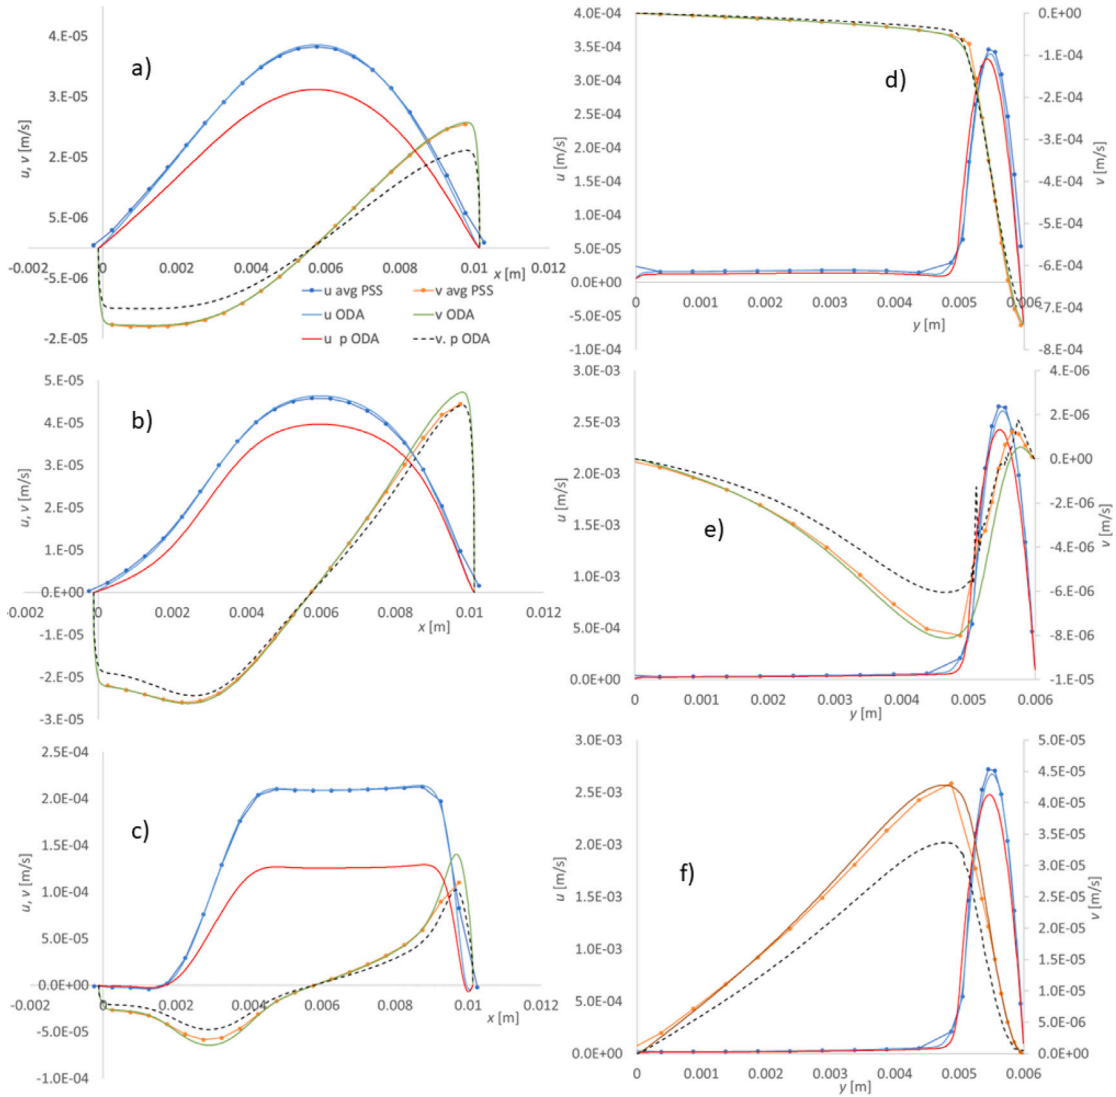 a)
u, v [m/s]
4.E-05
3.E-05
2.E-05
5.E-06
-5.E-06
-2.E-05
-0.002
0
0.002
0.004
0.006
0.008
0.01
0.012
x [m]
u avg PSS
v avg PSS
u ODA
v ODA
u p ODA
v. p ODA
d)
u [m/s]
4.0E-04
3.5E-04
3.0E-04
2.5E-04
2.0E-04
1.5E-04
1.0E-04
5.0E-05
0.0E+00
-5.0E-05
-1.0E-04
0
0.001
0.002
0.003
0.004
0.005
0.006
y [m]
0.E+00
-1.E-04
-2.E-04
-3.E-04
-4.E-04
-5.E-04
-6.E-04
-7.E-04
-8.E-04
v [m/s]
b)
u, v [m/s]
5.E-05
4.E-05
3.E-05
2.E-05
1.E-05
0.E+00
-1.E-05
-2.E-05
-3.E-05
-0.002
0
0.002
0.004
0.006
0.008
0.01
0.012
x [m]
e)
u [m/s]
3.0E-03
2.5E-03
2.0E-03
1.5E-03
1.0E-03
5.0E-04
0.0E+00
0
0.001
0.002
0.003
0.004
0.005
0.006
y [m]
4.E-06
2.E-06
0.E+00
-2.E-06
-4.E-06
-6.E-06
-8.E-06
-1.E-05
v [m/s]
c)
u, v [m/s]
2.5E-04
2.0E-04
1.5E-04
1.0E-04
5.0E-05
0.0E+00
-5.0E-05
-1.0E-04
-0.002
0
0.002
0.004
0.006
0.008
0.01
0.012
x [m]
f)
u [m/s]
3.0E-03
2.5E-03
2.0E-03
1.5E-03
1.0E-03
5.0E-04
0.0E+00
0
0.001
0.002
0.003
0.004
0.005
0.006
y [m]
5.0E-05
4.5E-05
4.0E-05
3.5E-05
3.0E-05
2.5E-05
2.0E-05
1.5E-05
1.0E-05
5.0E-06
0.0E+00
v [m/s]